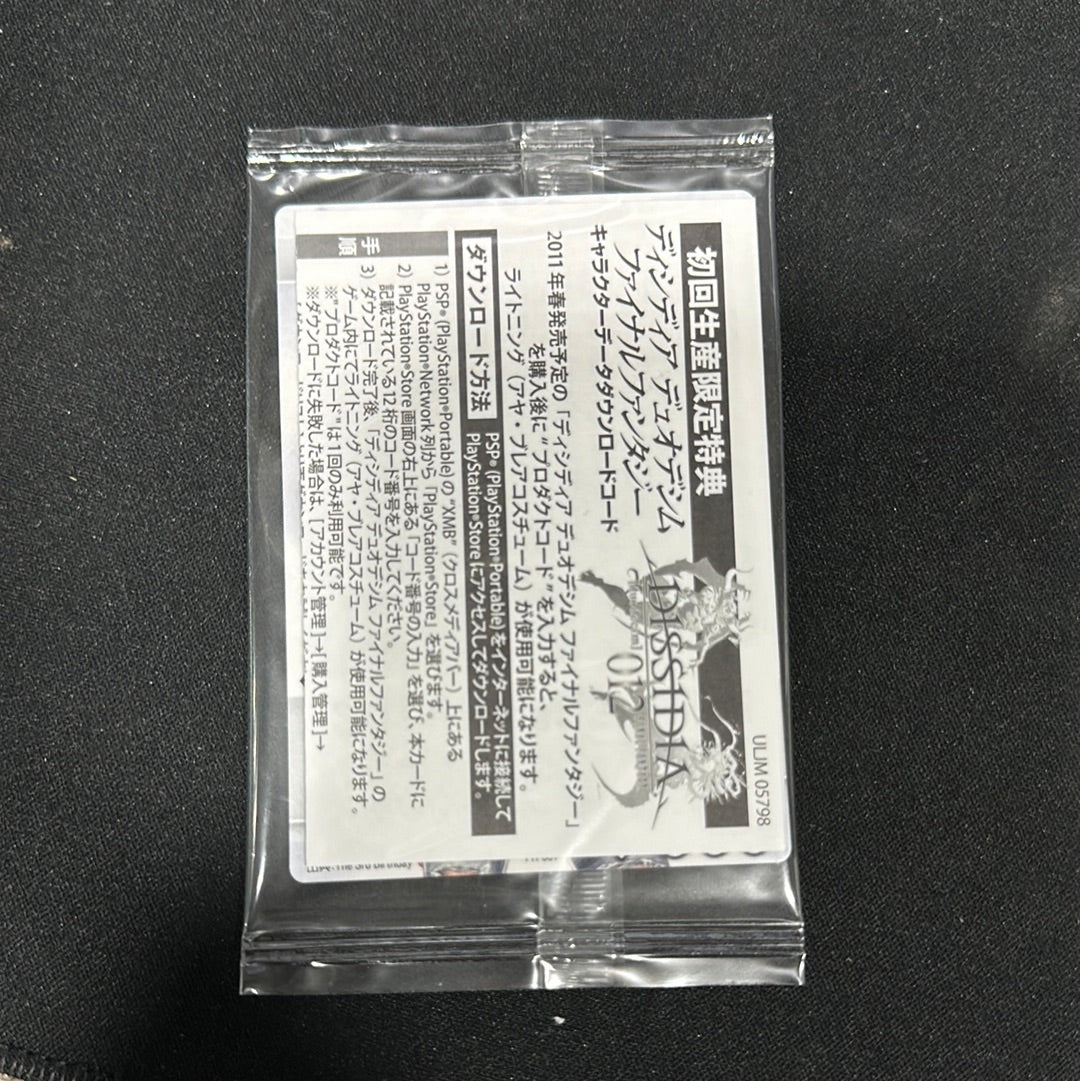 ULJM 05798
初回生産限定特典
ディシディア デュオデシム
ファイナルファンタジー
キャラクターデータダウンロードコード
DISSIDIA
012
2011年春発売予定の「ディシディア デュオデシム ファイナルファンタジー」
を購入後に"プロダクトコード"を入力すると、
ライトニング（アヤ・ブレアコスチューム）が使用可能になります。
ダウンロード方法
PSP®(PlayStation®Portable)をインターネットに接続して
PlayStation®Storeにアクセスしてダウンロードします。
手順
1) PSP®(PlayStation®Portable)の"XMB"(クロスメディアバー)上にある
PlayStation®Network列から「PlayStation®Store」を選びます。
2) PlayStation®Store画面の右上にある「コード番号の入力」を選び、本カードに
記載されている12桁のコード番号を入力してください。
3) ダウンロード完了後、「ディシディア デュオデシム ファイナルファンタジー」の
ゲーム内にてライトニング（アヤ・ブレアコスチューム）が使用可能になります。
※"プロダクトコード"は1回のみ利用可能です。
※ダウンロードに失敗した場合は、[アカウント管理]→[購入管理]→
The 3rd Birthday